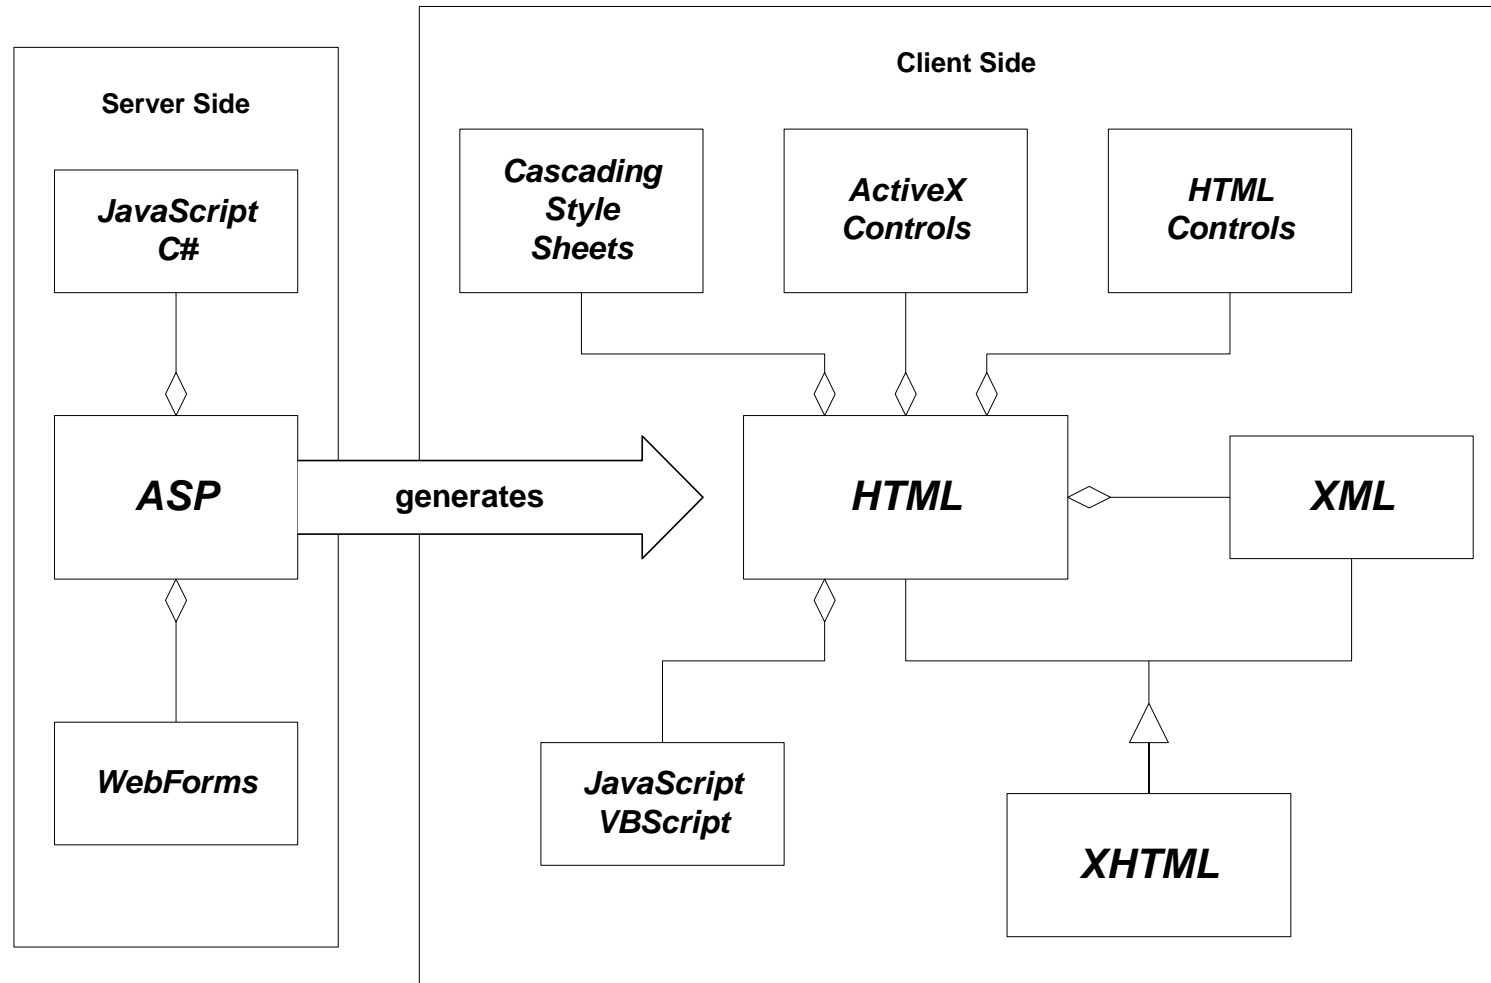 Server Side
JavaScript
C#
ASP
WebForms
generates
Client Side
Cascading
Style
Sheets
ActiveX
Controls
HTML
Controls
HTML
XML
JavaScript
VBScript
XHTML